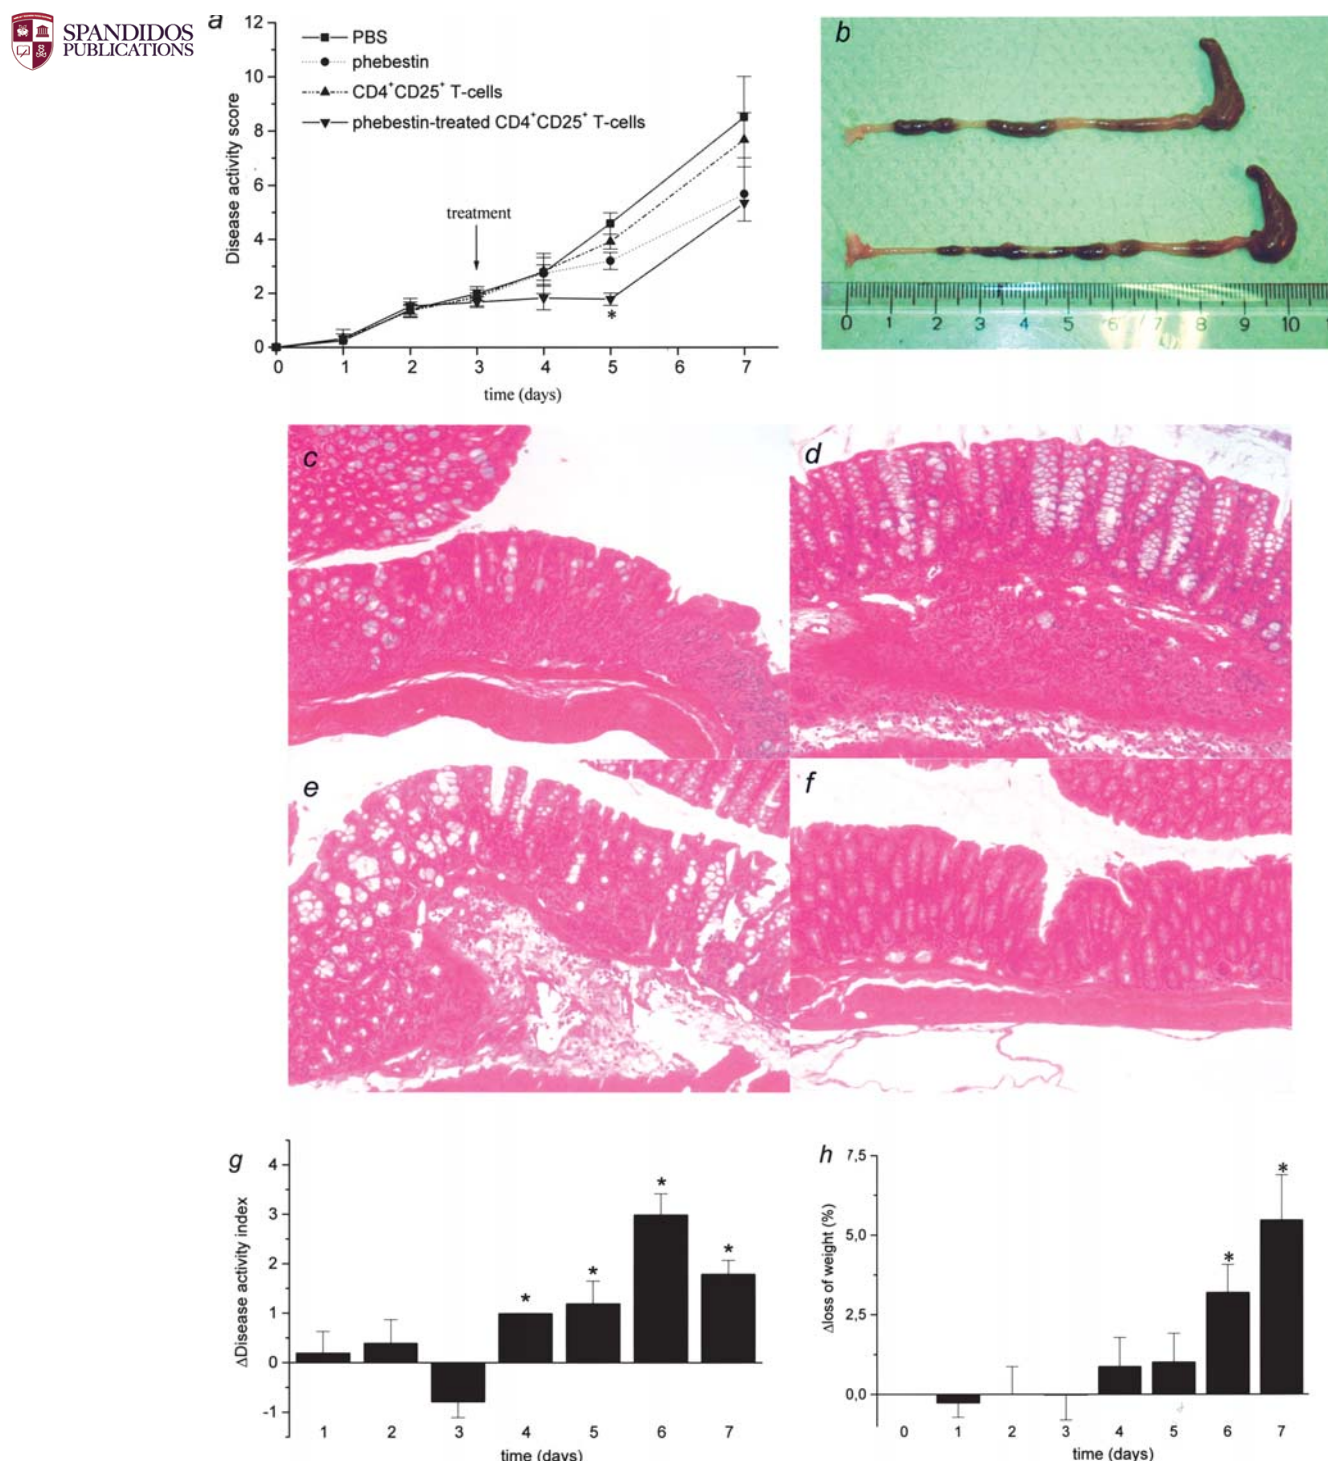 SPANDIDOS
PUBLICATIONS
a
Disease activity score
12
10
8
6
4
2
0
PBS
phebestin
CD4⁺CD25⁺ T-cells
phebestin-treated CD4⁺CD25⁺ T-cells
treatment
*
0 1 2 3 4 5 6 7
time (days)
b
0 1 2 3 4 5 6 7 8 9 10 11
c
d
e
f
g
ΔDisease activity index
4
3
2
1
0
-1
* * * *
1 2 3 4 5 6 7
time (days)
h
Δloss of weight (%)
7,5
5,0
2,5
0,0
* *
0 1 2 3 4 5 6 7
time (days)